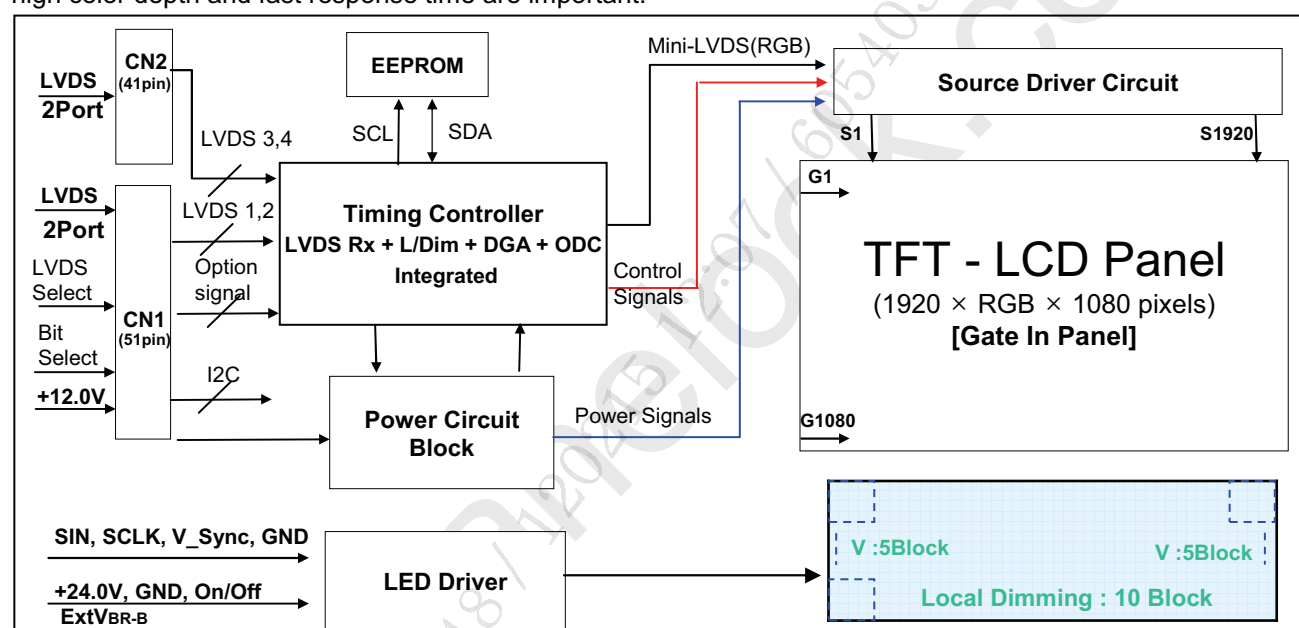 high color depth and fast response time are important.
CN2
(41pin)
LVDS
2Port
EEPROM
SCL
SDA
LVDS 3,4
Mini-LVDS(RGB)
Source Driver Circuit
S1
S1920
G1
LVDS
2Port
LVDS 1,2
LVDS
Select
Option
signal
CN1
(51pin)
Bit
Select
+12.0V
I2C
Timing Controller
LVDS Rx + L/Dim + DGA + ODC
Integrated
Control
Signals
TFT - LCD Panel
(1920 × RGB × 1080 pixels)
[Gate In Panel]
G1080
Power Circuit
Block
Power Signals
SIN, SCLK, V_Sync, GND
+24.0V, GND, On/Off
ExtVBR-B
LED Driver
V :5Block
V :5Block
Local Dimming : 10 Block